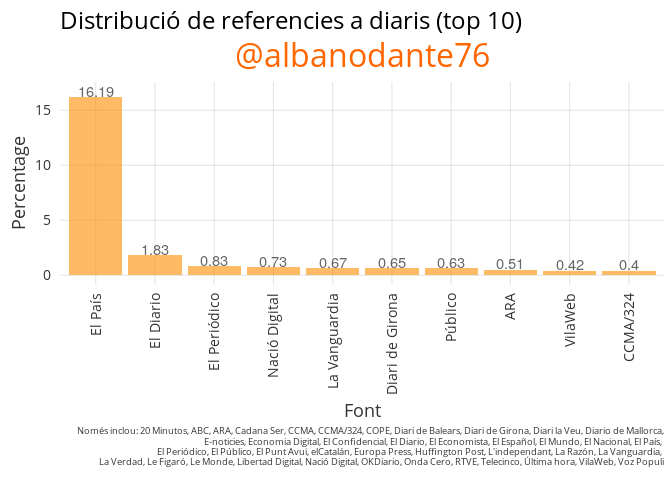 Distribució de referencies a diaris (top 10)
@albanodante76
Percentage
15
10
5
0
16.19
1.83
0.83
0.73
0.67
0.65
0.63
0.51
0.42
0.4
El País
El Diario
El Periódico
Nació Digital
La Vanguardia
Diari de Girona
Público
ARA
VilaWeb
CCMA/324
Font
Només inclou: 20 Minutos, ABC, ARA, Cadana Ser, CCMA, CCMA/324, COPE, Diari de Balears, Diari de Girona, Diari la Veu, Diario de Mallorca,
E-noticies, Economia Digital, El Confidencial, El Diario, El Economista, El Español, El Mundo, El Nacional, El País,
El Periódico, El Público, El Punt Avui, elCatalán, Europa Press, Huffington Post, L'independant, La Razón, La Vanguardia,
La Verdad, Le Figaró, Le Monde, Libertad Digital, Nació Digital, OKDiario, Onda Cero, RTVE, Telecinco, Última hora, VilaWeb, Voz Populi